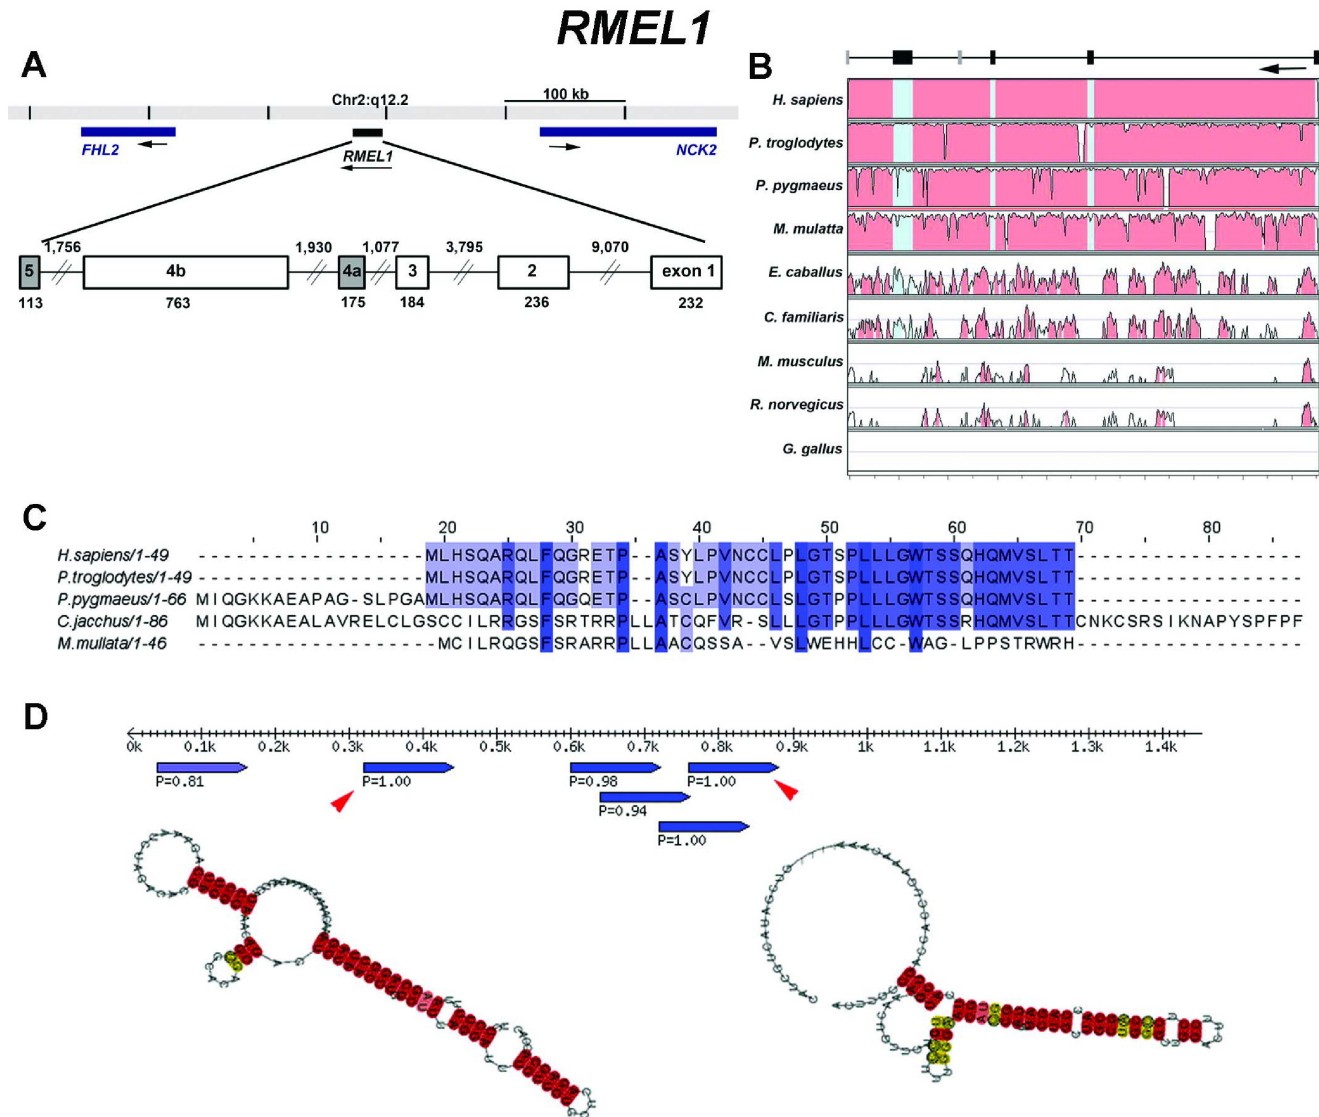 RMEL1
A
Chr2:q12.2
100 kb
FHL2
RMEL1
NCK2
1,756
1,930
1,077
3,795
9,070
5
4b
4a
3
2
exon 1
113
763
175
184
236
232
B
H. sapiens
P. troglodytes
P. pygmaeus
M. mulatta
E. caballus
C. familiaris
M. musculus
R. norvegicus
G. gallus
C
10 20 30 40 50 60 70 80
H.sapiens/1-49 - - - - - - - - - - - - - - - - - - MLHSQARQLFQGRETP - - ASYLPVNCCLPLGTSPLLLGWTSSQHQMVSLTT - - - - - - - - - - - - - - - - - -
P.troglodytes/1-49 - - - - - - - - - - - - - - - - - - MLHSQARQLFQGRETP - - ASYLPVNCCLPLGTSPLLLGWTSSQHQMVSLTT - - - - - - - - - - - - - - - - - -
P.pygmaeus/1-66 MIQGKKAEAPAG-SLPGAMLHSQARQLFQGQETP - - ASCLPVNCCLSLGTPPLLLGWTSSQHQMVSLTT - - - - - - - - - - - - - - - - - -
C.jacchus/1-86 MIQGKKAEALAVRELCLGSCCILRRGSFSRTRRPLLATCQFVR-SLLLGTPPLLLGWTSSRHQMVSLTTCNKCSRSIKNAPYSPFPF
M.mullata/1-46 - - - - - - - - - - - - - - - - - - - MCILRQGSFSRARRPLLAACQSSA - - VSLWEHHLCC-WAG-LPPSTRWRH - - - - - - - - - - - - - - - - - -
D
0k 0.1k 0.2k 0.3k 0.4k 0.5k 0.6k 0.7k 0.8k 0.9k 1k 1.1k 1.2k 1.3k 1.4k
P=0.81
P=1.00
P=0.98
P=1.00
P=0.94
P=1.00